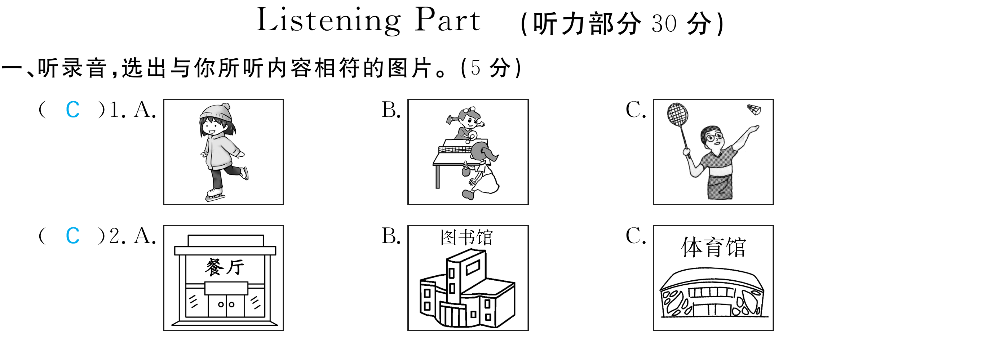 Listening Part (听力部分 30 分)
一、听录音,选出与你所听内容相符的图片。(5 分)
( C )1. A. B. C.
( C )2. A. B. C.
餐厅
图书馆
体育馆